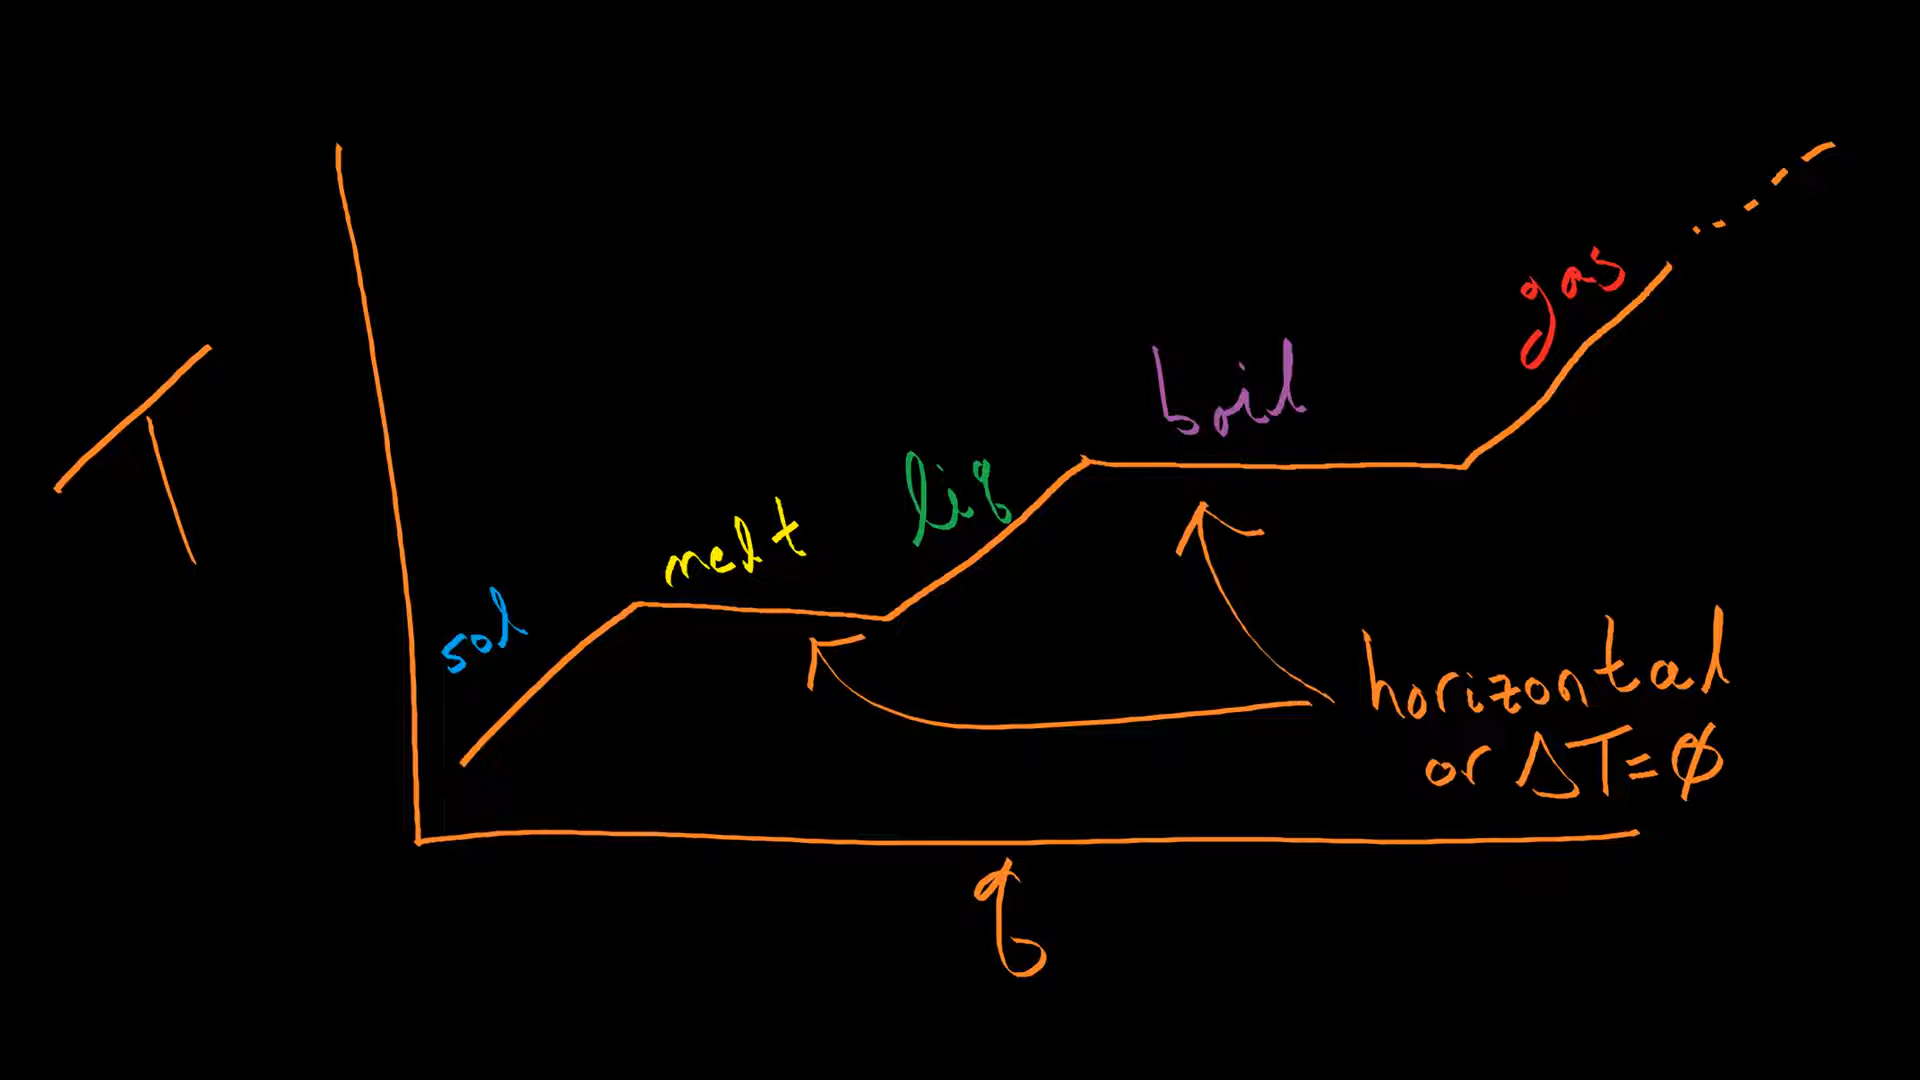 T
sol
melt
liq
boil
gas
horizontal
or ΔT=∅
q